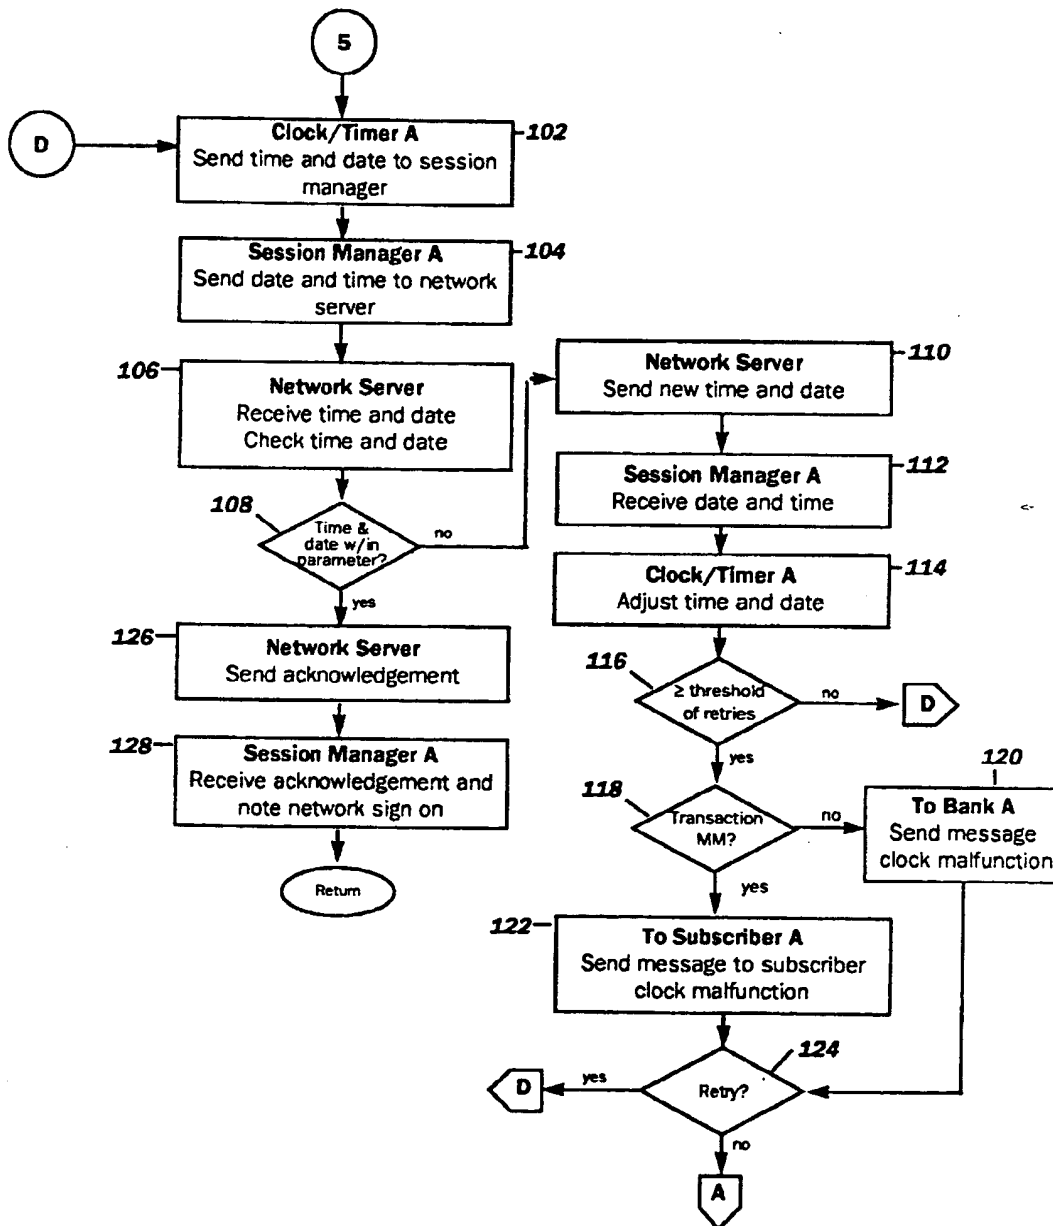 5
D
Clock/Timer A
Send time and date to session
manager
102
Session Manager A
Send date and time to network
server
104
106
Network Server
Receive time and date
Check time and date
108
Time &
date w/in
parameter?
no
yes
126
Network Server
Send acknowledgement
128
Session Manager A
Receive acknowledgement and
note network sign on
Return
110
Network Server
Send new time and date
112
Session Manager A
Receive date and time
114
Clock/Timer A
Adjust time and date
116
≥ threshold
of retries
no
D
yes
118
Transaction
MM?
no
120
To Bank A
Send message
clock malfunction
yes
122
To Subscriber A
Send message to subscriber
clock malfunction
124
Retry?
yes
D
no
A